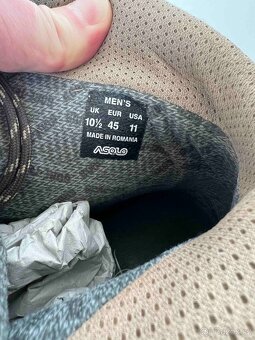 MEN'S
UK EUR USA
10½ 45 11
MADE IN ROMANIA
ASOLO